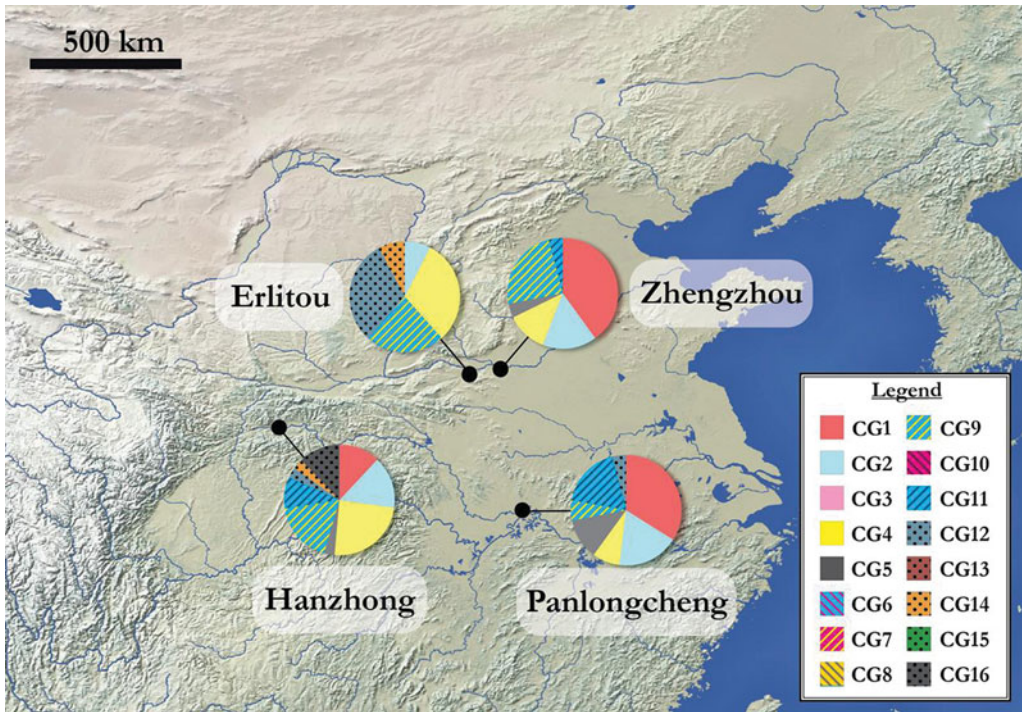 500 km
Erlitou
Zhengzhou
Hanzhong
Panlongcheng
Legend
CG1 CG9
CG2 CG10
CG3 CG11
CG4 CG12
CG5 CG13
CG6 CG14
CG7 CG15
CG8 CG16